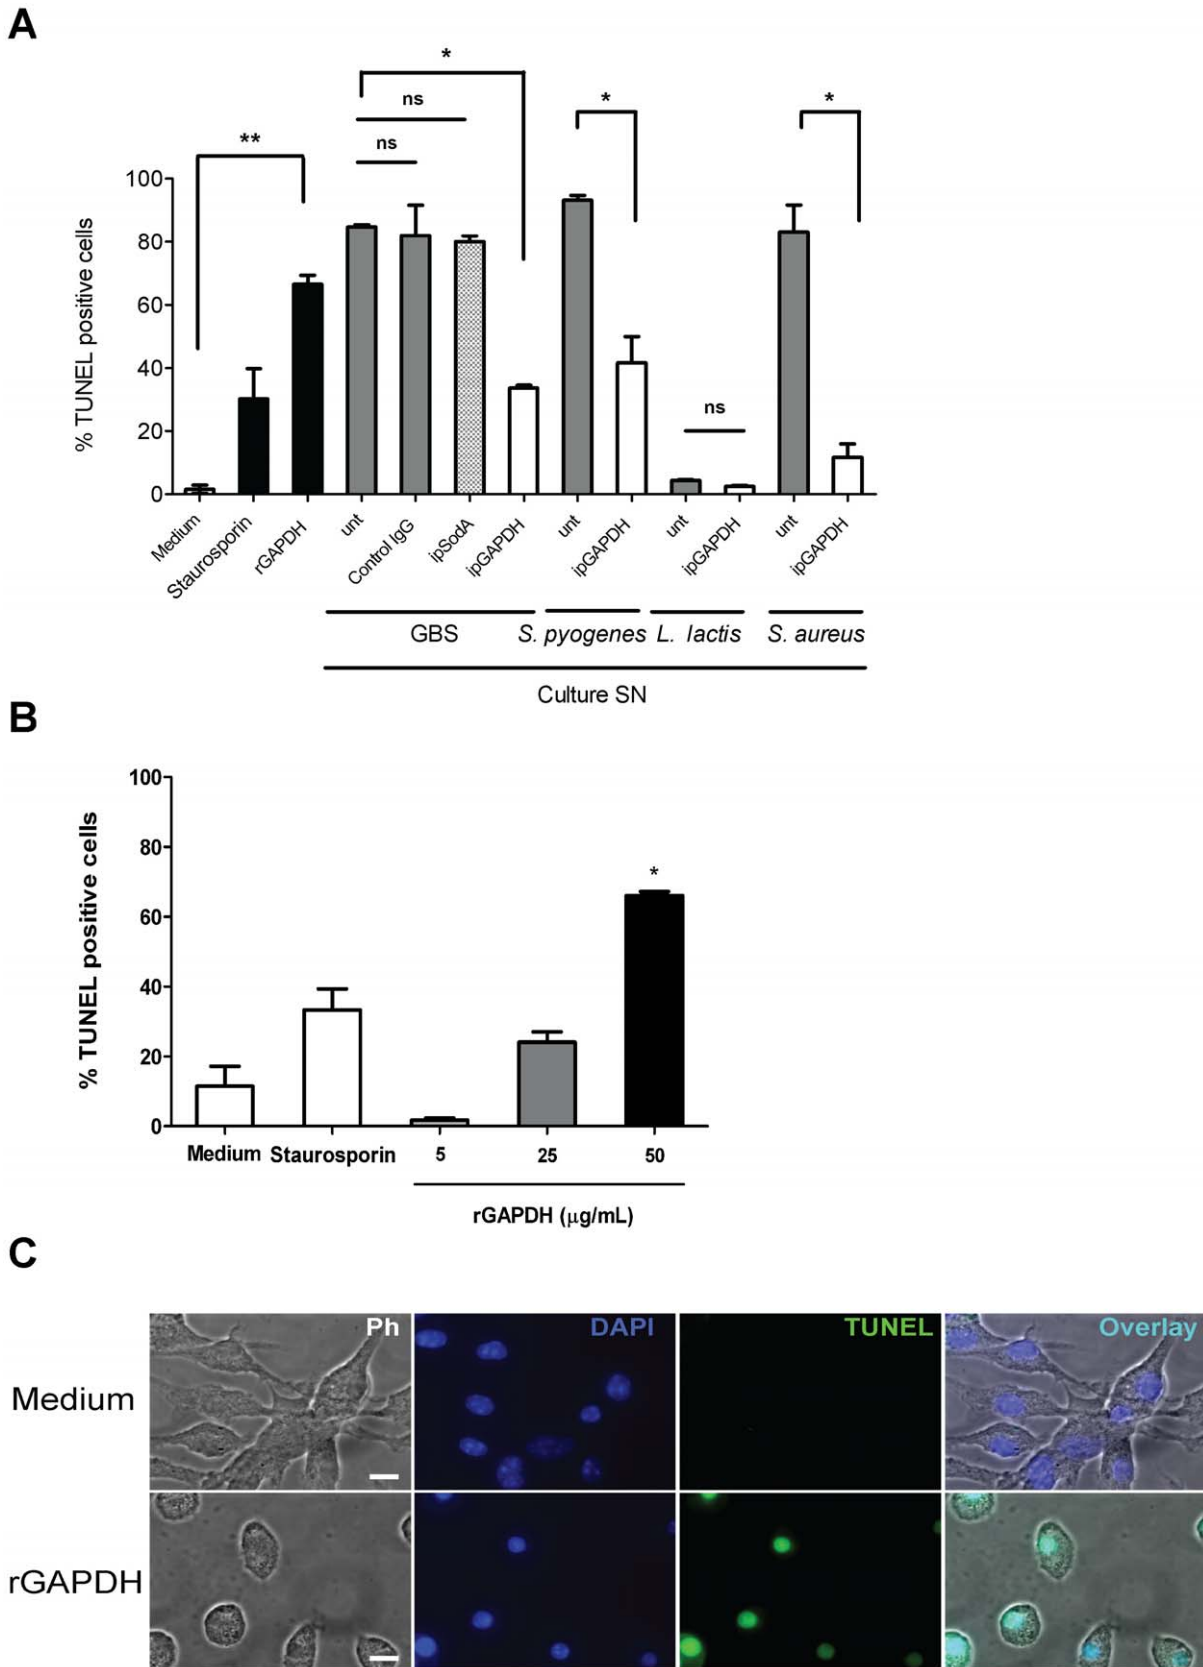 A
*
ns
*
*
**
ns
100
80
60
40
20
0
% TUNEL positive cells
ns
Medium
Staurosporin
rGAPDH
unt
Control IgG
ipSodA
ipGAPDH
unt
ipGAPDH
unt
ipGAPDH
unt
ipGAPDH
GBS S. pyogenes L. lactis S. aureus
Culture SN
B
100
80
60
40
20
0
% TUNEL positive cells
*
Medium Staurosporin 5 25 50
rGAPDH (µg/mL)
C
Ph DAPI TUNEL Overlay
Medium
rGAPDH